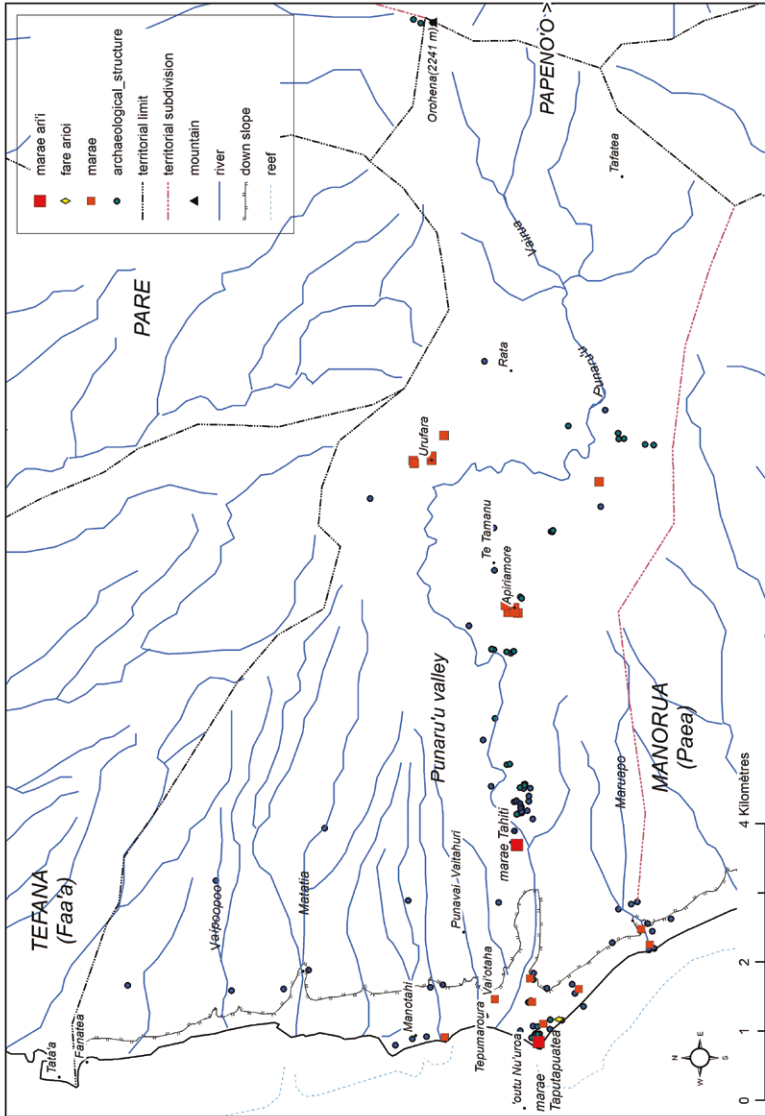 marae ari'i
fare arioi
marae
archaeological_structure
territorial limit
territorial subdivision
mountain
river
down slope
reef
Orohena(2241 m)
PAPENO'O >
PARE
Tafatea
Vairua
Rata
Punaru'u
Urufara
Te Tamanu
Apiriamore
Punaru'u valley
TEFANA
(Faa'a)
Vaipoopoo
Matatia
Punavai -Vaitahuri
marae Tahiti
Maruapo
MANORUA
(Paea)
Tata'a
Fanatea
Manotahi
Tepumaroura
Vai'otaha
'outu Nu'uroa
marae
Taputapuatea
N
E
S
W
0 1 2 3 4 Kilomètres